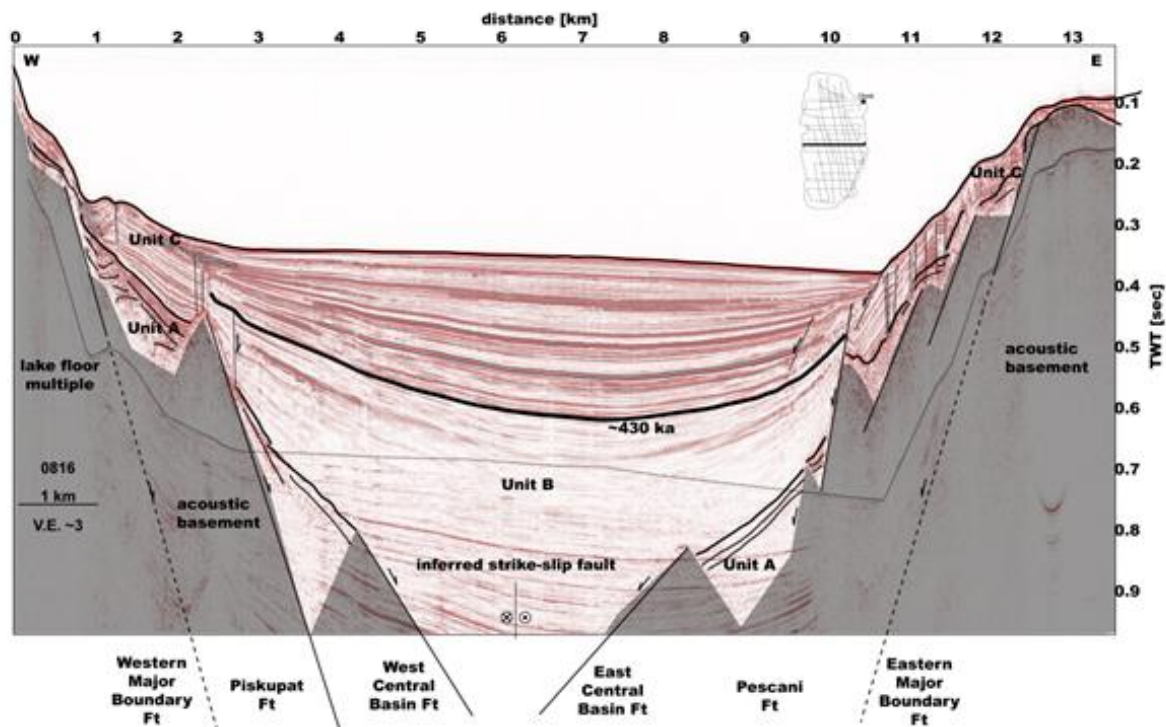 distance [km]
0 1 2 3 4 5 6 7 8 9 10 11 12 13
W E
0.1
0.2
Unit C
Unit C
0.3
0.4
Unit A
TWT [sec]
0.5
lake floor
multiple
acoustic
basement
0.6
~430 ka
0816
0.7
1 km
Unit B
V.E. ~3
acoustic
basement
0.8
inferred strike-slip fault
Unit A
0.9
Western
Major
Boundary
Ft
Piskupat
Ft
West
Central
Basin Ft
East
Central
Basin Ft
Pescani
Ft
Eastern
Major
Boundary
Ft